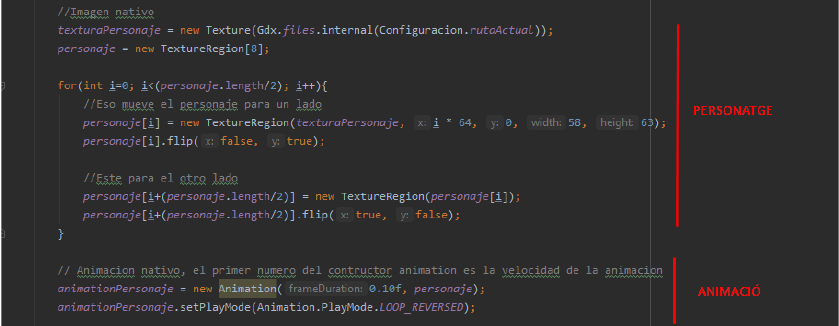 //Imagen nativo
texturaPersonaje = new Texture(Gdx.files.internal(Configuracion.rutaActual));
personaje = new TextureRegion[8];
for(int i=0; i<(personaje.length/2); i++){
//Eso mueve el personaje para un lado
personaje[i] = new TextureRegion(texturaPersonaje, x: i * 64, y: 0, width: 58, height: 63);
personaje[i].flip( x: false, y: true);
PERSONATGE
//Este para el otro lado
personaje[i+(personaje.length/2)] = new TextureRegion(personaje[i]);
personaje[i+(personaje.length/2)].flip( x: true, y: false);
}
// Animacion nativo, el primer numero del contructor animation es la velocidad de la animacion
animationPersonaje = new Animation( frameDuration: 0.10f, personaje);
ANIMACIÓ
animationPersonaje.setPlayMode(Animation.PlayMode.LOOP_REVERSED);